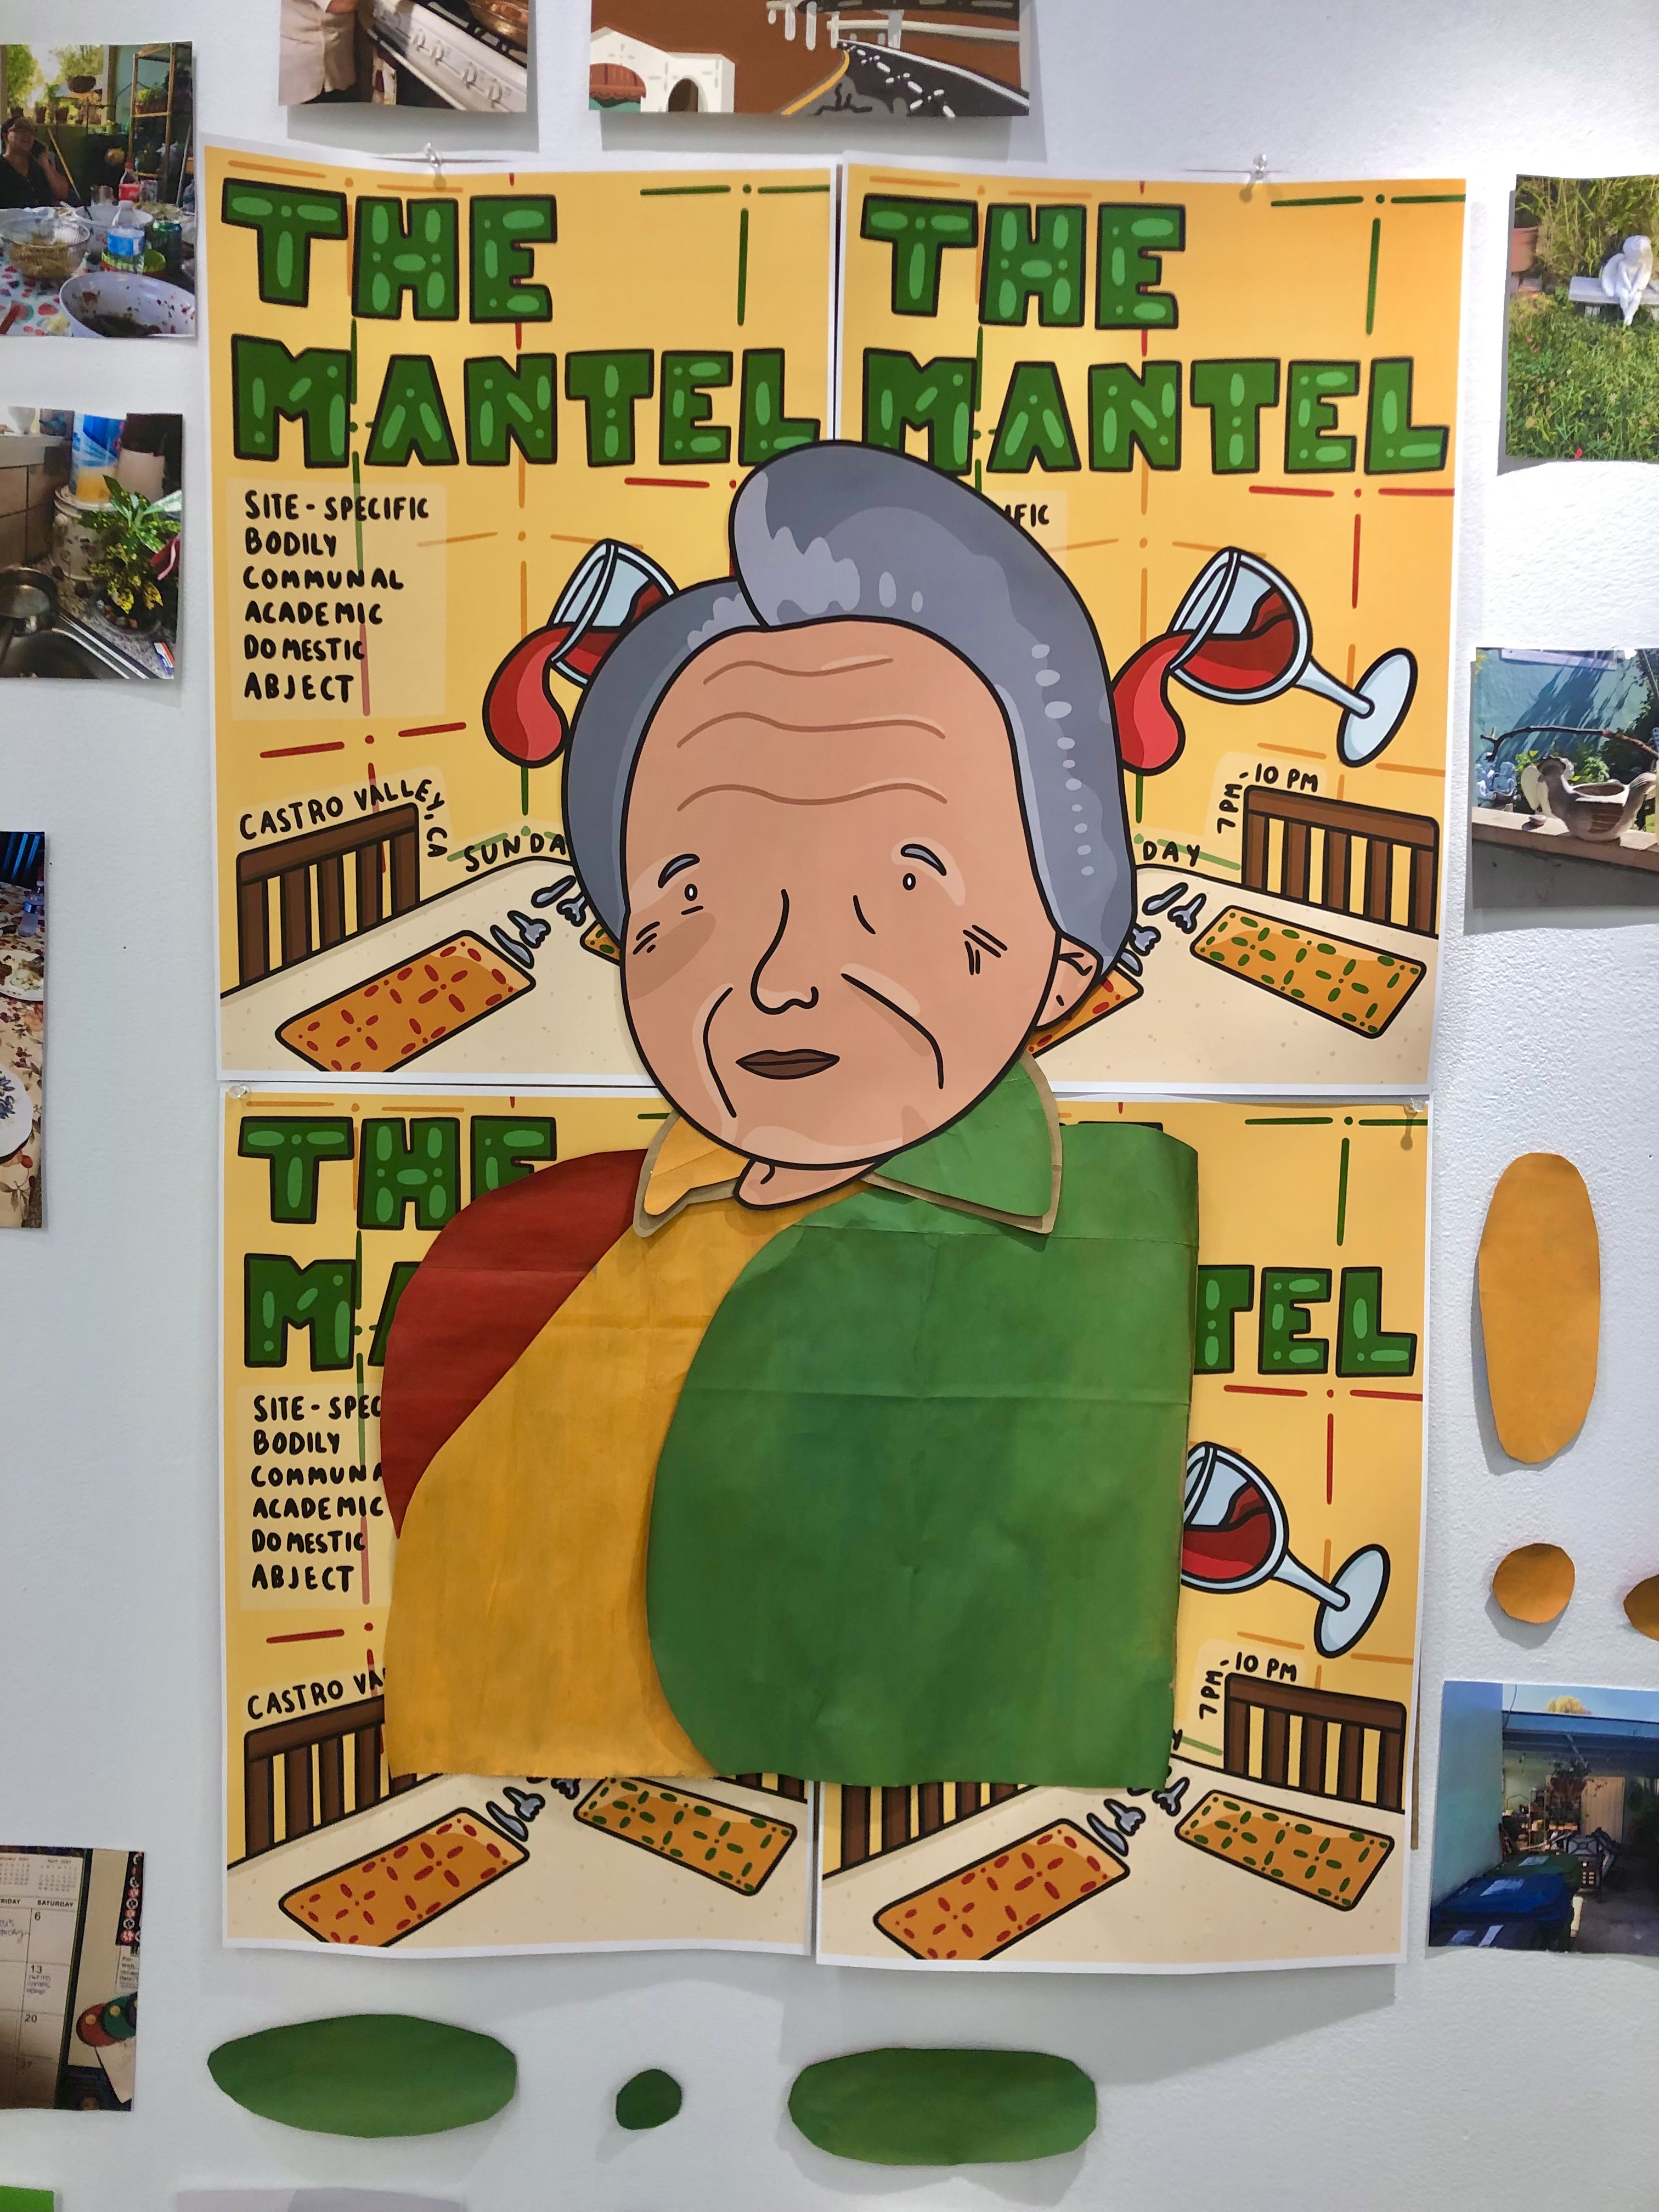 THE
MANTEL
SITE-SPECIFIC
BODILY
COMMUNAL
ACADEMIC
DOMESTIC
ABJECT
CASTRO VALLEY, CA
SUNDA
THE
MANTEL
IFIC
DAY
7PM-10 PM
THE
MA
SITE-SPEC
BODILY
COMMUNA
ACADEMIC
DOMESTIC
ABJECT
CASTRO VA
TEL
7PM-10 PM
RIDAY
SATURDAY
6
13
20